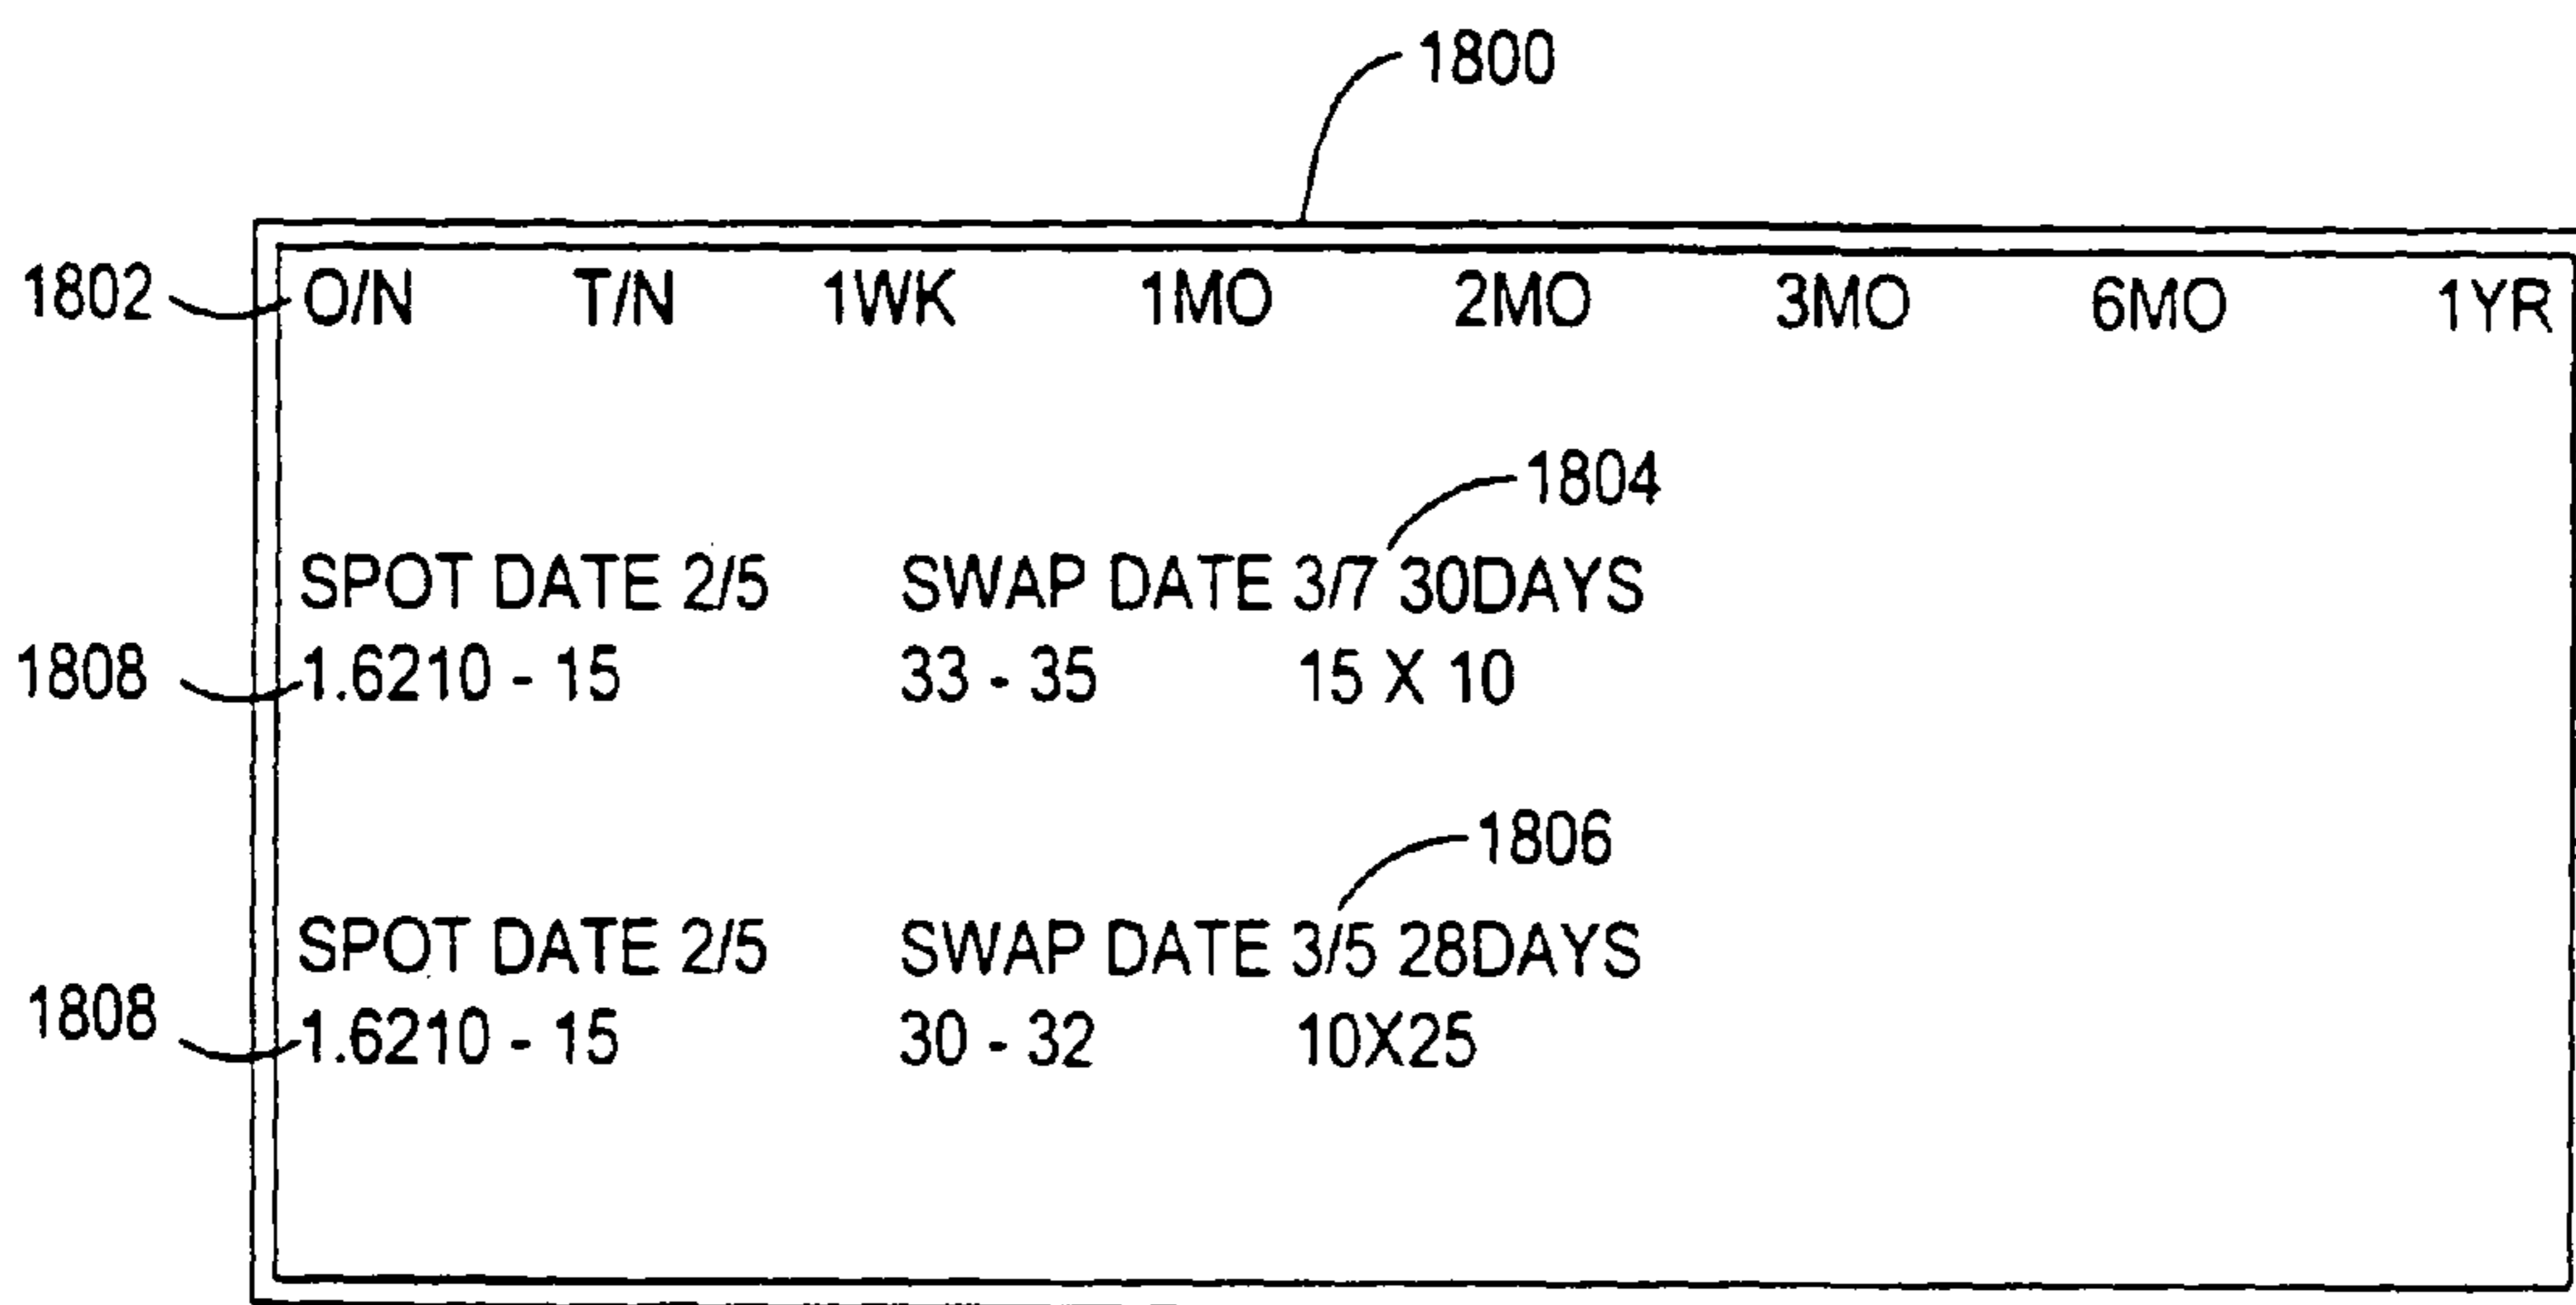 1800
1802 O/N T/N 1WK 1MO 2MO 3MO 6MO 1YR
1804
SPOT DATE 2/5 SWAP DATE 3/7 30DAYS
1808 1.6210 - 15 33 - 35 15 X 10
1806
SPOT DATE 2/5 SWAP DATE 3/5 28DAYS
1808 1.6210 - 15 30 - 32 10X25